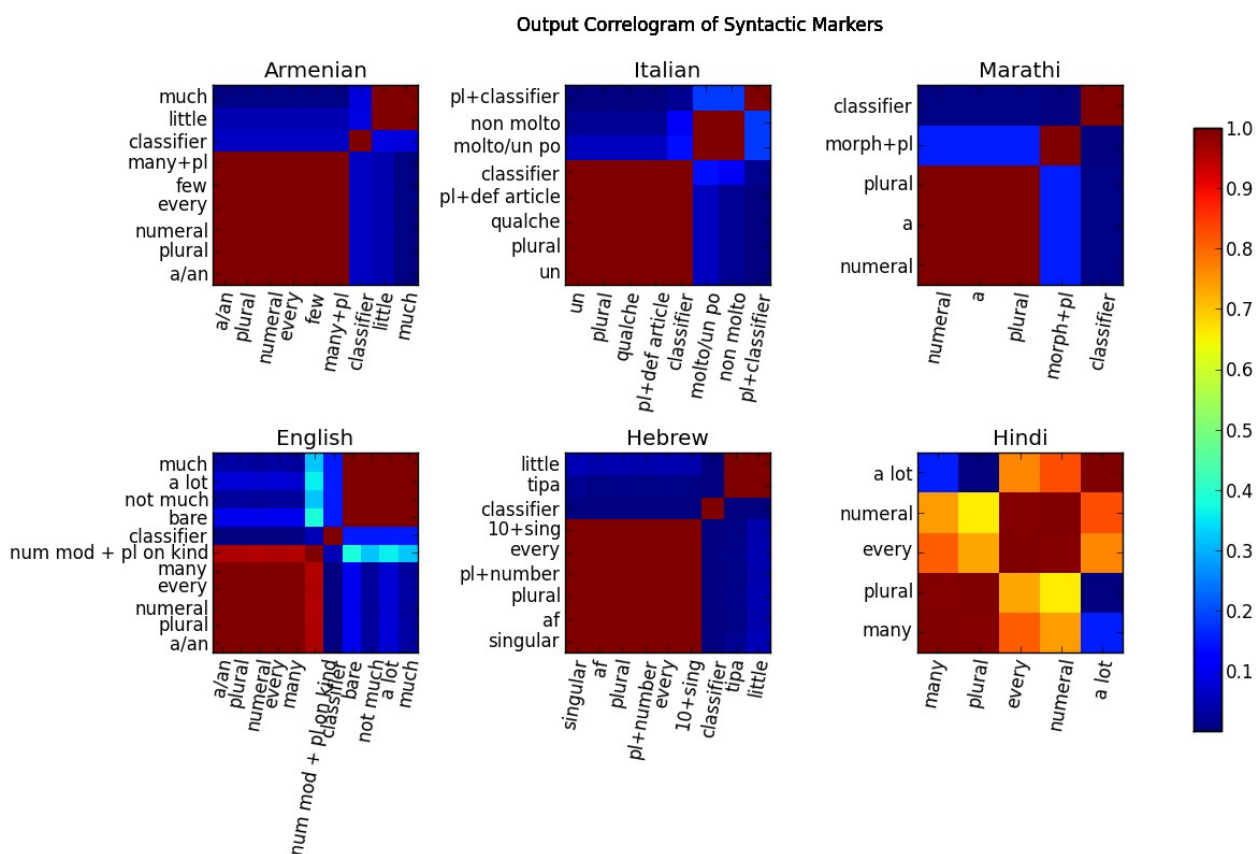 Output Correlogram of Syntactic Markers
Armenian
much
little
classifier
many+pl
few
every
numeral
plural
a/an
a/an
plural
numeral
every
few
many+pl
classifier
little
much
Italian
pl+classifier
non molto
molto/un po
classifier
pl+def article
qualche
plural
un
un
plural
qualche
pl+def article
classifier
molto/un po
non molto
pl+classifier
Marathi
classifier
morph+pl
plural
a
numeral
numeral
a
plural
morph+pl
classifier
English
much
a lot
not much
bare
classifier
num mod + pl on kind
many
every
numeral
plural
a/an
a/an
plural
numeral
every
many
num mod + pl on kind
classifier
bare
not much
a lot
much
Hebrew
little
tipa
classifier
10+sing
every
pl+number
plural
af
singular
singular
af
plural
pl+number
every
10+sing
classifier
tipa
little
Hindi
a lot
numeral
every
plural
many
many
plural
every
numeral
a lot
1.0
0.9
0.8
0.7
0.6
0.5
0.4
0.3
0.2
0.1